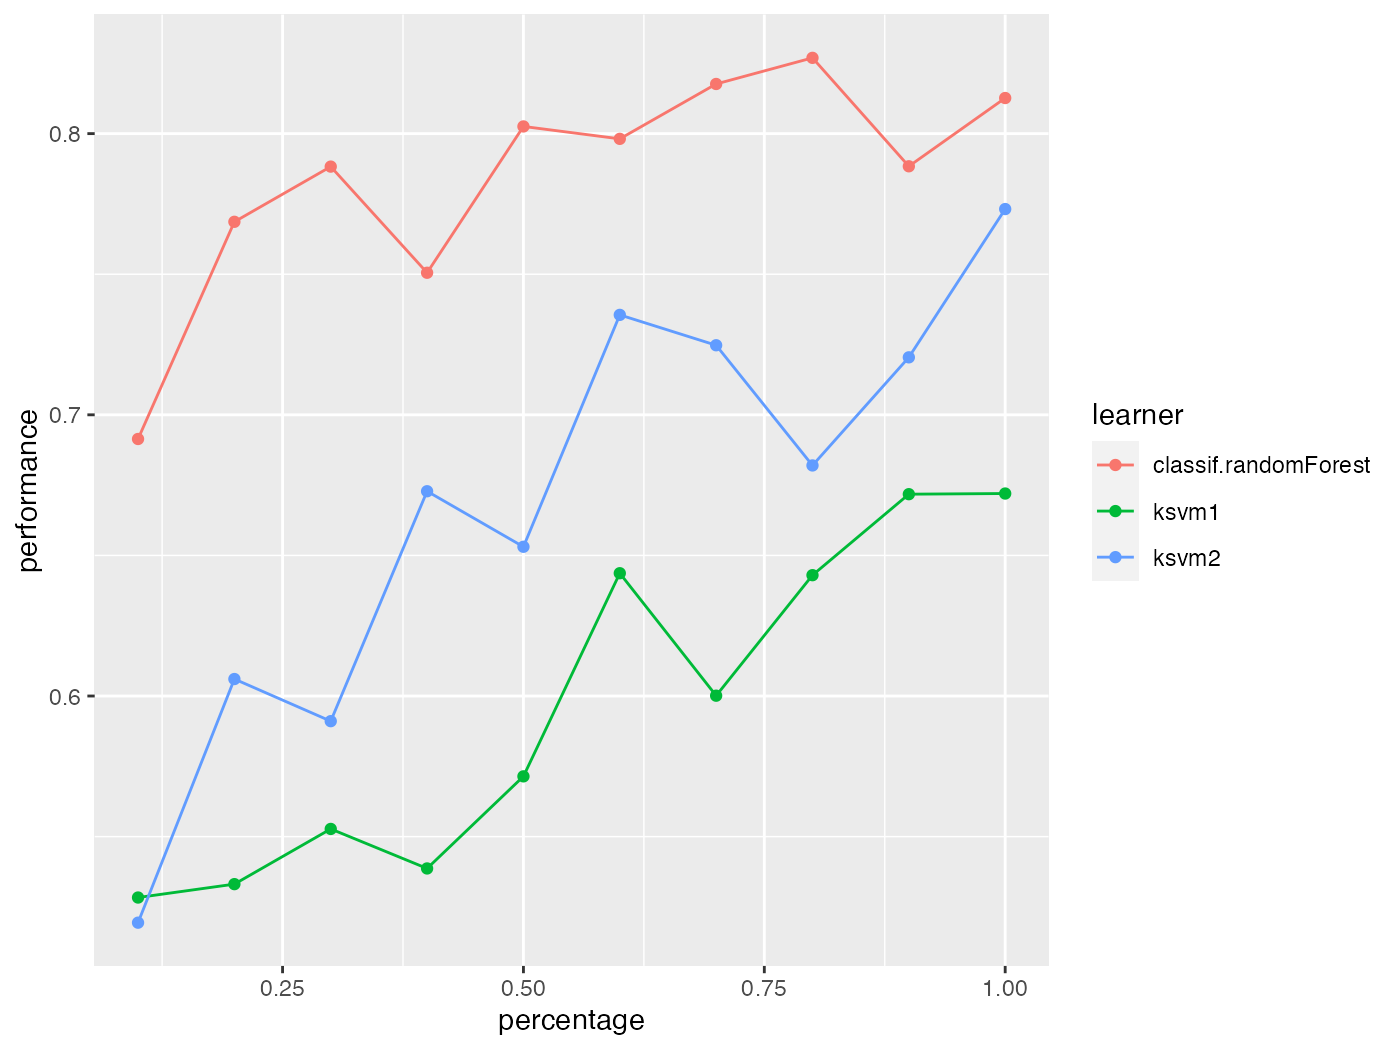 0.8
0.7
0.6
performance
0.25
0.50
0.75
1.00
percentage
learner
classif.randomForest
ksvm1
ksvm2